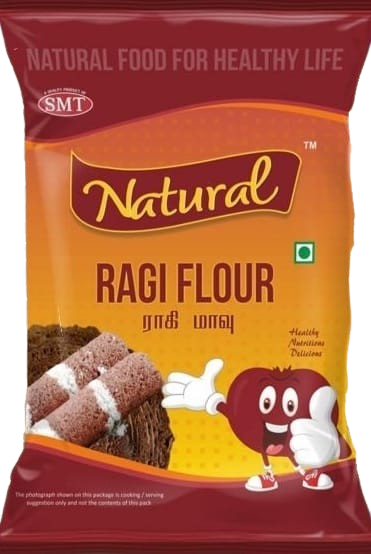 NATURAL FOOD FOR HEALTHY LIFE
A QUALITY PRODUCT OF
SMT
TM
Natural
RAGI FLOUR
ராகி மாவு
Healthy
Nutritions
Delicious
The photograph shown on this package is cooking / serving
suggestion only and not the contents of this pack